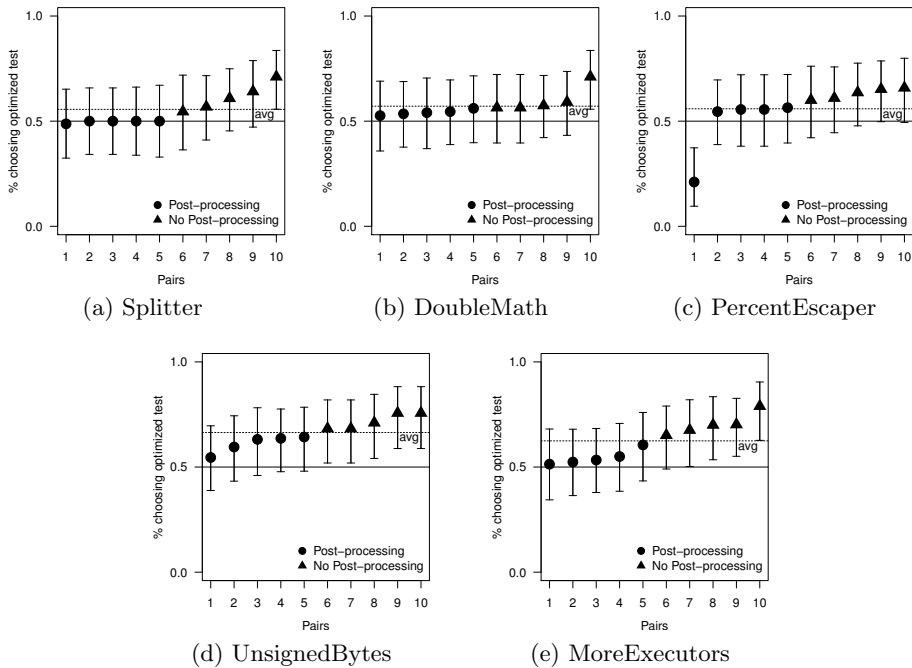 1.0
0.5
0.0
% choosing optimized test
avg
Post−processing
No Post−processing
1 2 3 4 5 6 7 8 9 10
Pairs
(a) Splitter
1.0
0.5
0.0
% choosing optimized test
avg
Post−processing
No Post−processing
1 2 3 4 5 6 7 8 9 10
Pairs
(b) DoubleMath
1.0
0.5
0.0
% choosing optimized test
avg
Post−processing
No Post−processing
1 2 3 4 5 6 7 8 9 10
Pairs
(c) PercentEscaper
1.0
0.5
0.0
% choosing optimized test
avg
Post−processing
No Post−processing
1 2 3 4 5 6 7 8 9 10
Pairs
(d) UnsignedBytes
1.0
0.5
0.0
% choosing optimized test
avg
Post−processing
No Post−processing
1 2 3 4 5 6 7 8 9 10
Pairs
(e) MoreExecutors